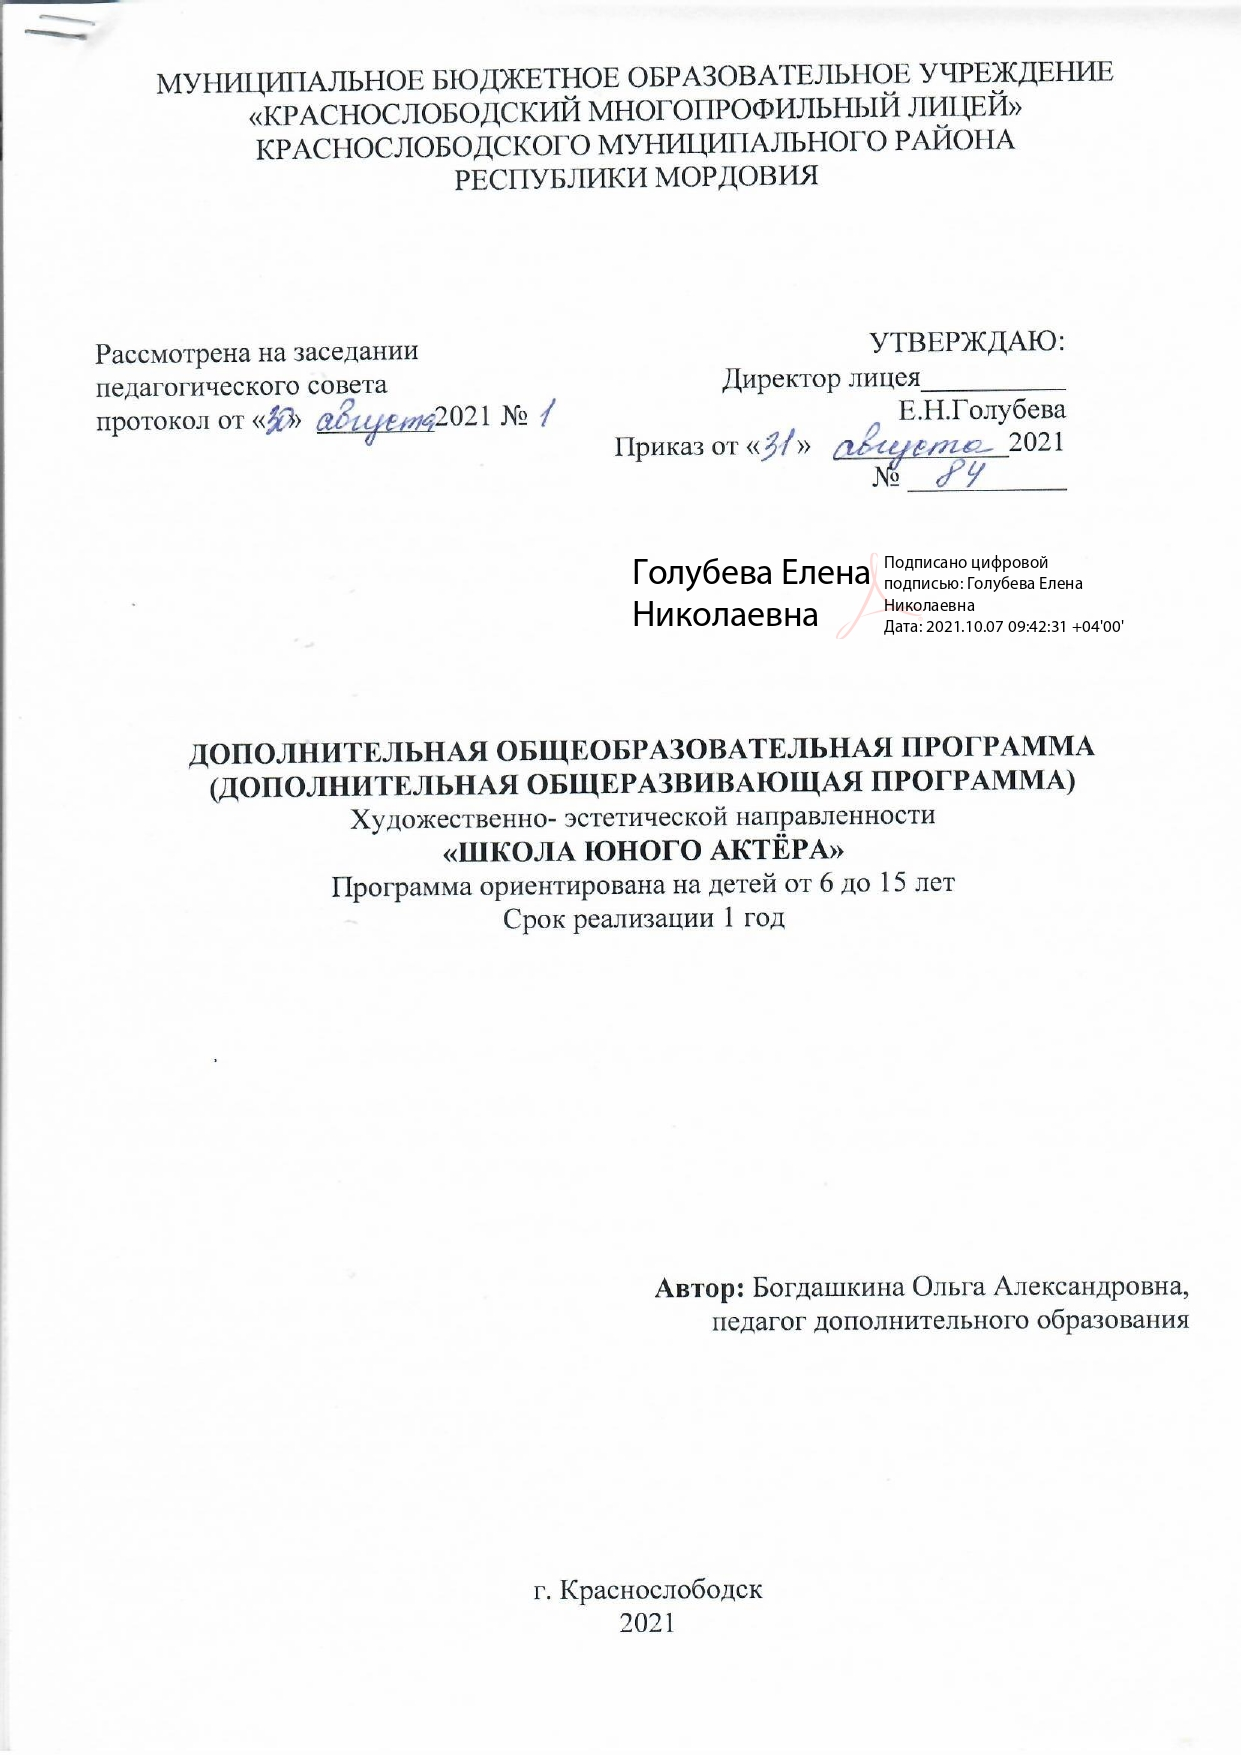 МУНИЦИПАЛЬНОЕ БЮДЖЕТНОЕ ОБРАЗОВАТЕЛЬНОЕ УЧРЕЖДЕНИЕ
«КРАСНОСЛОБОДСКИЙ МНОГОПРОФИЛЬНЫЙ ЛИЦЕЙ»
КРАСНОСЛОБОДСКОГО МУНИЦИПАЛЬНОГО РАЙОНА
РЕСПУБЛИКИ МОРДОВИЯ
Рассмотрена на заседании
педагогического совета
протокол от «30» августа 2021 № 1
УТВЕРЖДАЮ:
Директор лицея__________
Е.Н.Голубева
Приказ от «31» августа 2021
№ 84
Голубева Елена
Николаевна
Подписано цифровой
подписью: Голубева Елена
Николаевна
Дата: 2021.10.07 09:42:31 +04'00'
ДОПОЛНИТЕЛЬНАЯ ОБЩЕОБРАЗОВАТЕЛЬНАЯ ПРОГРАММА
(ДОПОЛНИТЕЛЬНАЯ ОБЩЕРАЗВИВАЮЩАЯ ПРОГРАММА)
Художественно- эстетической направленности
«ШКОЛА ЮНОГО АКТЁРА»
Программа ориентирована на детей от 6 до 15 лет
Срок реализации 1 год
Автор: Богдашкина Ольга Александровна,
педагог дополнительного образования
г. Краснослободск
2021